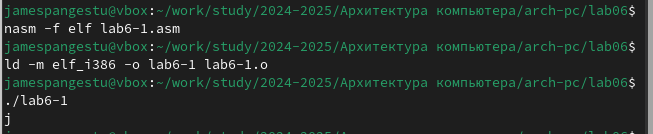 jamespangestu@vbox:~/work/study/2024-2025/Архитектура компьютера/arch-pc/lab06$
nasm -f elf lab6-1.asm
jamespangestu@vbox:~/work/study/2024-2025/Архитектура компьютера/arch-pc/lab06$
ld -m elf_i386 -o lab6-1 lab6-1.o
jamespangestu@vbox:~/work/study/2024-2025/Архитектура компьютера/arch-pc/lab06$
./lab6-1
j